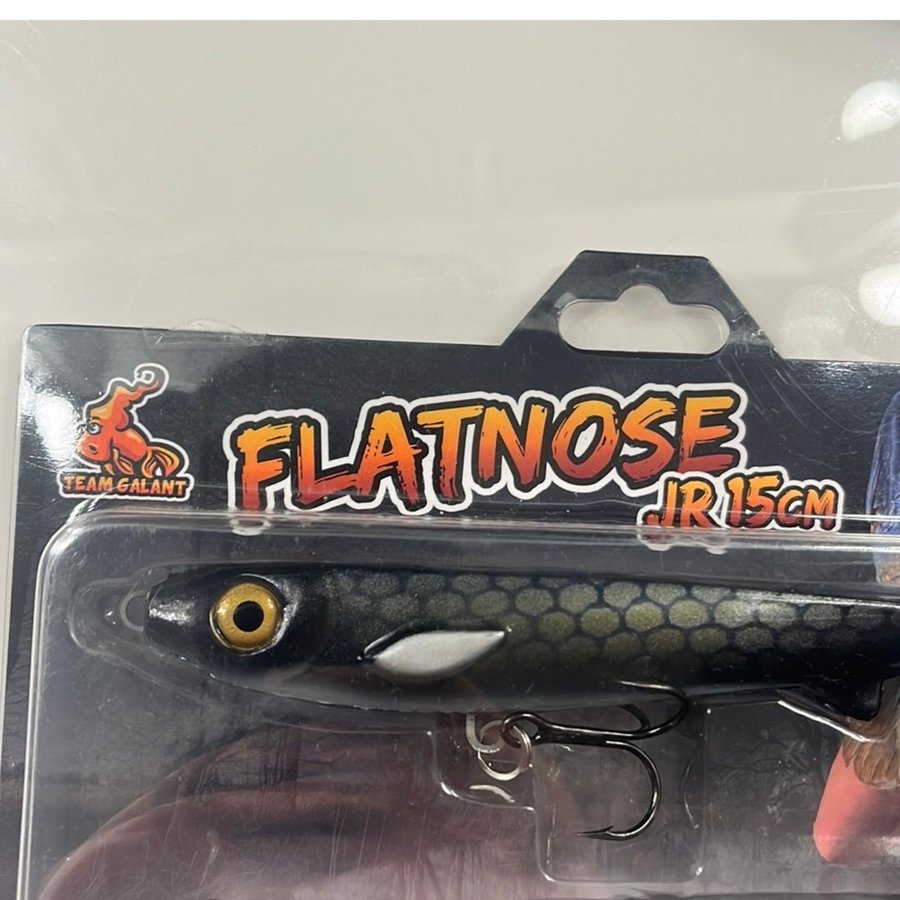 TEAM GALANT
FLATNOSE
JR 15CM